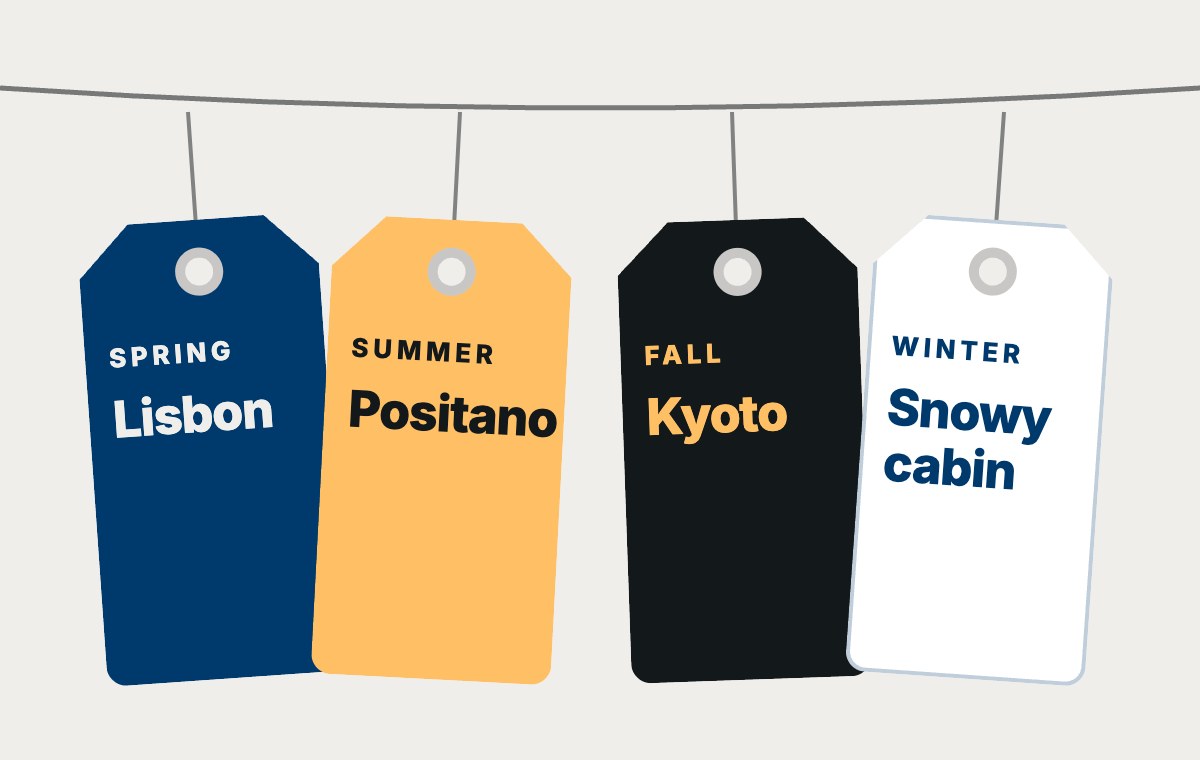 SPRING
Lisbon
SUMMER
Positano
FALL
Kyoto
WINTER
Snowy
cabin